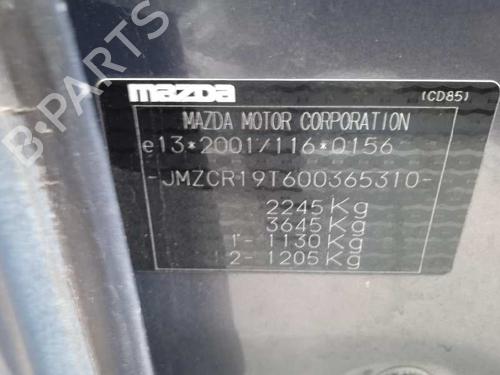 B-PARTS
mazda
(CD85)
MAZDA MOTOR CORPORATION
e13*2001/116*0156
-JMZCR19T600365310-
2245Kg
3645Kg
1- 1130Kg
2- 1205Kg